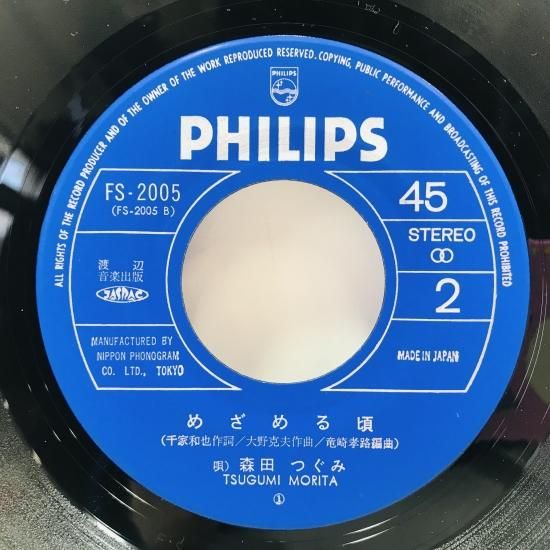 ALL RIGHTS OF THE RECORD PRODUCER AND OF THE OWNER OF THE WORK REPRODUCED RESERVED. COPYING, PUBLIC PERFORMANCE AND BROADCASTING OF THIS RECORD PROHIBITED
PHILIPS
PHILIPS
FS-2005
(FS-2005 B)
45
STEREO
2
渡辺
音楽出版
JASRAC
MANUFACTURED BY
NIPPON PHONOGRAM
CO. LTD., TOKYO
MADE IN JAPAN
めざめる頃
(千家和也作詞/大野克夫作曲/竜崎孝路編曲)
唄) 森田 つぐみ
TSUGUMI MORITA
①